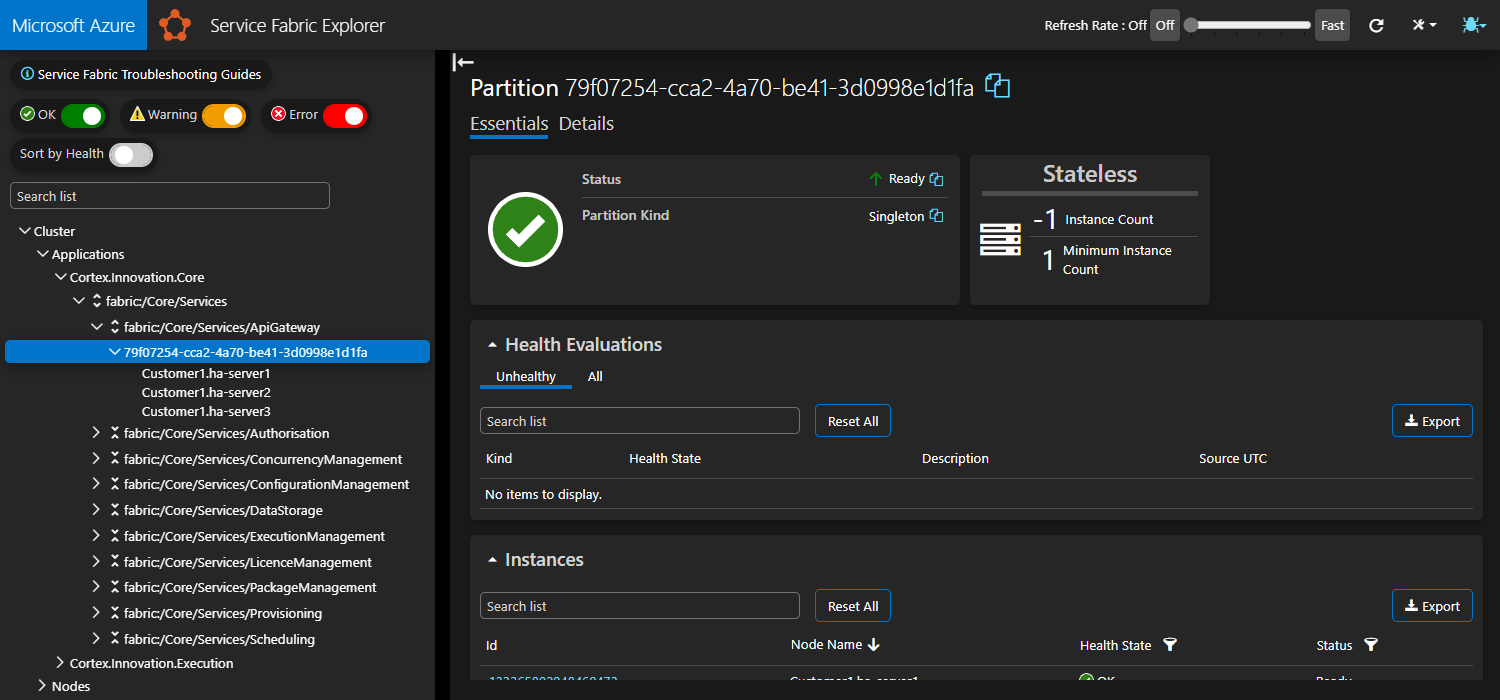 Microsoft Azure Service Fabric Explorer Refresh Rate : Off Off Fast
Service Fabric Troubleshooting Guides
OK Warning Error
Sort by Health
Search list
Cluster
Applications
Cortex.Innovation.Core
fabric:/Core/Services
fabric:/Core/Services/ApiGateway
79f07254-cca2-4a70-be41-3d0998e1d1fa
Customer1.ha-server1
Customer1.ha-server2
Customer1.ha-server3
fabric:/Core/Services/Authorisation
fabric:/Core/Services/ConcurrencyManagement
fabric:/Core/Services/ConfigurationManagement
fabric:/Core/Services/DataStorage
fabric:/Core/Services/ExecutionManagement
fabric:/Core/Services/LicenceManagement
fabric:/Core/Services/PackageManagement
fabric:/Core/Services/Provisioning
fabric:/Core/Services/Scheduling
Cortex.Innovation.Execution
Nodes
Partition 79f07254-cca2-4a70-be41-3d0998e1d1fa
Essentials Details
Status Ready
Partition Kind Singleton
Stateless
-1 Instance Count
1 Minimum Instance
Count
Health Evaluations
Unhealthy All
Search list Reset All Export
Kind Health State Description Source UTC
No items to display.
Instances
Search list Reset All Export
Id Node Name Health State Status
Customer1.ha-server1 OK Ready